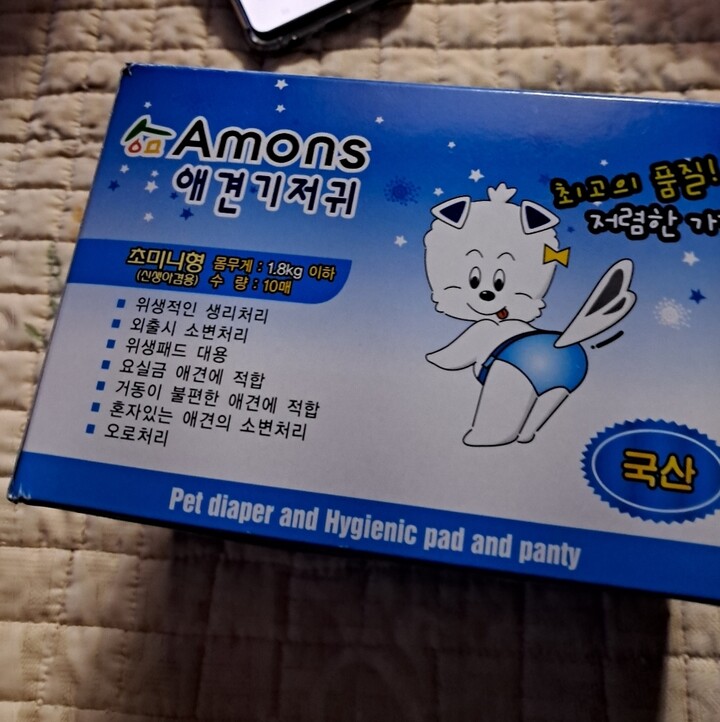 Amons
애견기저귀
최고의 품질!
저렴한 가
초미니형 몸무게 : 1.8kg 이하
(신생아겸용) 수 량 : 10매
위생적인 생리처리
외출시 소변처리
위생패드 대용
요실금 애견에 적합
거동이 불편한 애견에 적합
혼자있는 애견의 소변처리
오로처리
국산
Pet diaper and Hygienic pad and panty